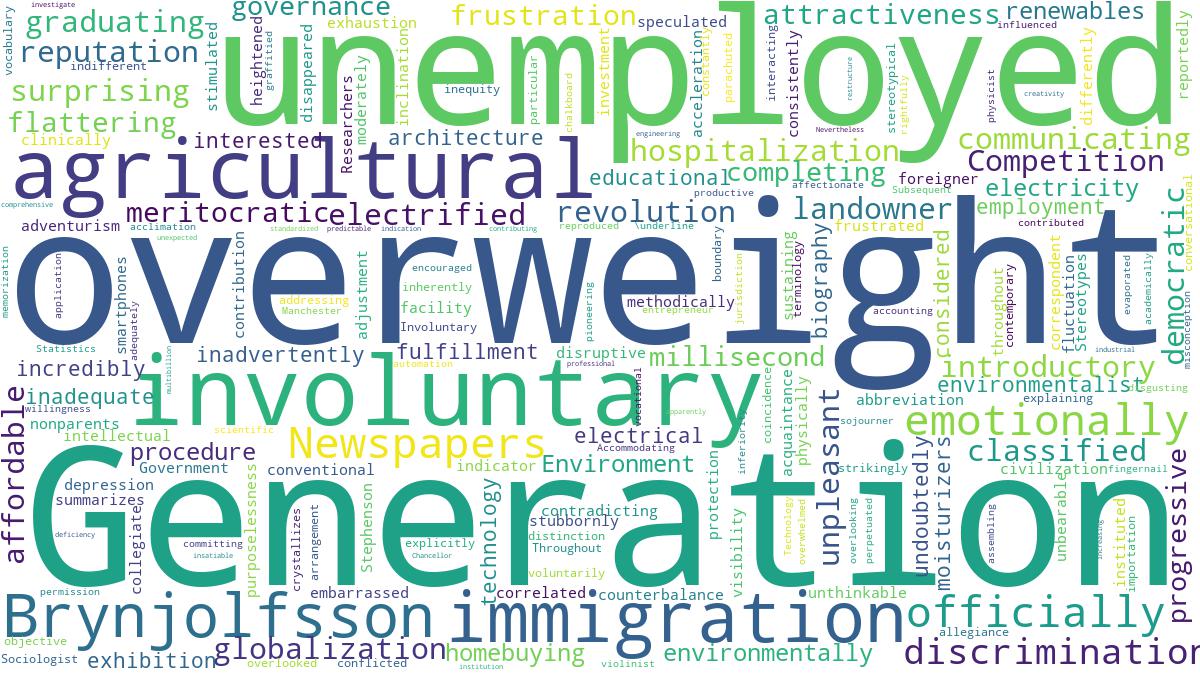 investigate
graduating
governance
frustration
attractiveness
renewables
vocabulary
reputation
indifferent
stimulated
heightened
graffitied
exhaustion
disappeared
inclination
speculated
influenced
reportedly
unemployed
surprising
flattering
clinically
interested
Researchers
moderately
inequity
particular
chalkboard
investment
acceleration
constantly
parachuted
interacting
consistently
restructure
stereotypical
rightfully
physicist
creativity
differently
Nevertheless
engineering
architecture
hospitalization
communicating
agricultural
educational
completing
Competition
productive
affectionate
foreigner
Subsequent
electricity
comprehensive
meritocratic
electrified
revolution
landowner
employment
conversational
democratic
adventurism
acclimation
unexpected
standardized
predictable
indication
contributing
reproduced
underline
frustrated
contributed
overweight
memorization
application
smartphones
adequately
contribution
addressing
Manchester
adjustment
encouraged
inherently
facility
Involuntary
pioneering
methodically
entrepreneur
boundary
jurisdiction
sustaining
terminology
biography
accounting
considered
throughout
contemporary
correspondent
fluctuation
Stereotypes
evaporated
academically
misconception
industrial
Statistics
incredibly
inadvertently
fulfillment
disruptive
millisecond
introductory
automation
professional
multibillion
involuntary
inadequate
willingness
nonparents
vocational
apparently
inferiority
coincidence
acquaintance
physically
unpleasant
abbreviation
environmentalist
disgusting
explaining
sojourner
emotionally
affordable
intellectual
scientific
Newspapers
electrical
Accommodating
procedure
Government
conventional
indicator
Environment
classified
strikingly
civilization
fingernail
undoubtedly
moisturizers
progressive
Generation
depression
summarizes
collegiate
committing
insatiable
deficiency
purposelessness
crystallizes
arrangement
Stephenson
explicitly
Chancellor
technology
contradicting
stubbornly
distinction
Throughout
voluntarily
protection
visibility
Technology
overwhelmed
overlooking
perpetuated
assembling
unbearable
increasing
instituted
importation
permission
embarrassed
correlated
counterbalance
unthinkable
Brynjolfsson
immigration
officially
objective
allegiance
Sociologist
exhibition
globalization
overlooked
conflicted
homebuying
institution
violinist
environmentally
discrimination